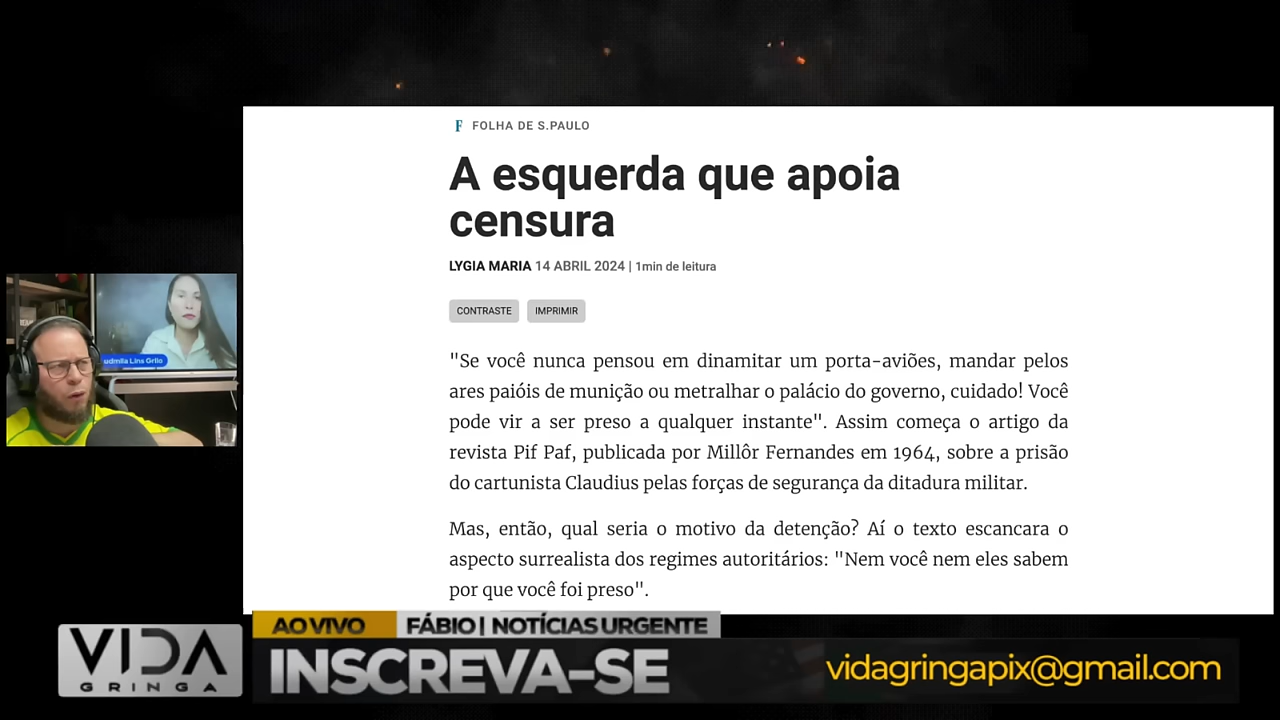 FOLHA DE S.PAULO
A esquerda que apoia
censura
LYGIA MARIA 14 ABRIL 2024 | 1min de leitura
CONTRASTE IMPRIMIR
"Se você nunca pensou em dinamitar um porta-aviões, mandar pelos
ares paióis de munição ou metralhar o palácio do governo, cuidado! Você
pode vir a ser preso a qualquer instante". Assim começa o artigo da
revista Pif Paf, publicada por Millôr Fernandes em 1964, sobre a prisão
do cartunista Claudius pelas forças de segurança da ditadura militar.
Mas, então, qual seria o motivo da detenção? Aí o texto escancara o
aspecto surrealista dos regimes autoritários: "Nem você nem eles sabem
por que você foi preso".
udmila Lins Grilo
AO VIVO FÁBIO | NOTÍCIAS URGENTE
VIDA
GRINGA
INSCREVA-SE
vidagringapix@gmail.com